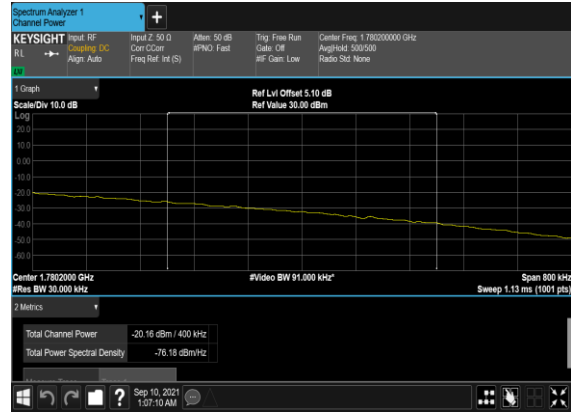 Spectrum Analyzer 1
Channel Power
+
KEYSIGHT Input: RF Input Z: 50 Ω Atten: 50 dB Trig: Free Run Center Freq: 1.780200000 GHz
RL Coupling: DC Corr CCorr #PNO: Fast Gate: Off Avg|Hold: 500/500
Align: Auto Freq Ref: Int (S) #IF Gain: Low Radio Std: None
LM
1 Graph Ref Lvl Offset 5.10 dB
Scale/Div 10.0 dB Ref Value 30.00 dBm
Log
20.0
10.0
0.00
-10.0
-20.0
-30.0
-40.0
-50.0
-60.0
Center 1.7802000 GHz #Video BW 91.000 kHz* Span 800 kHz
#Res BW 30.000 kHz Sweep 1.13 ms (1001 pts)
2 Metrics
Total Channel Power -20.16 dBm / 400 kHz
Total Power Spectral Density -76.18 dBm/Hz
? Sep 10, 2021
1:07:10 AM